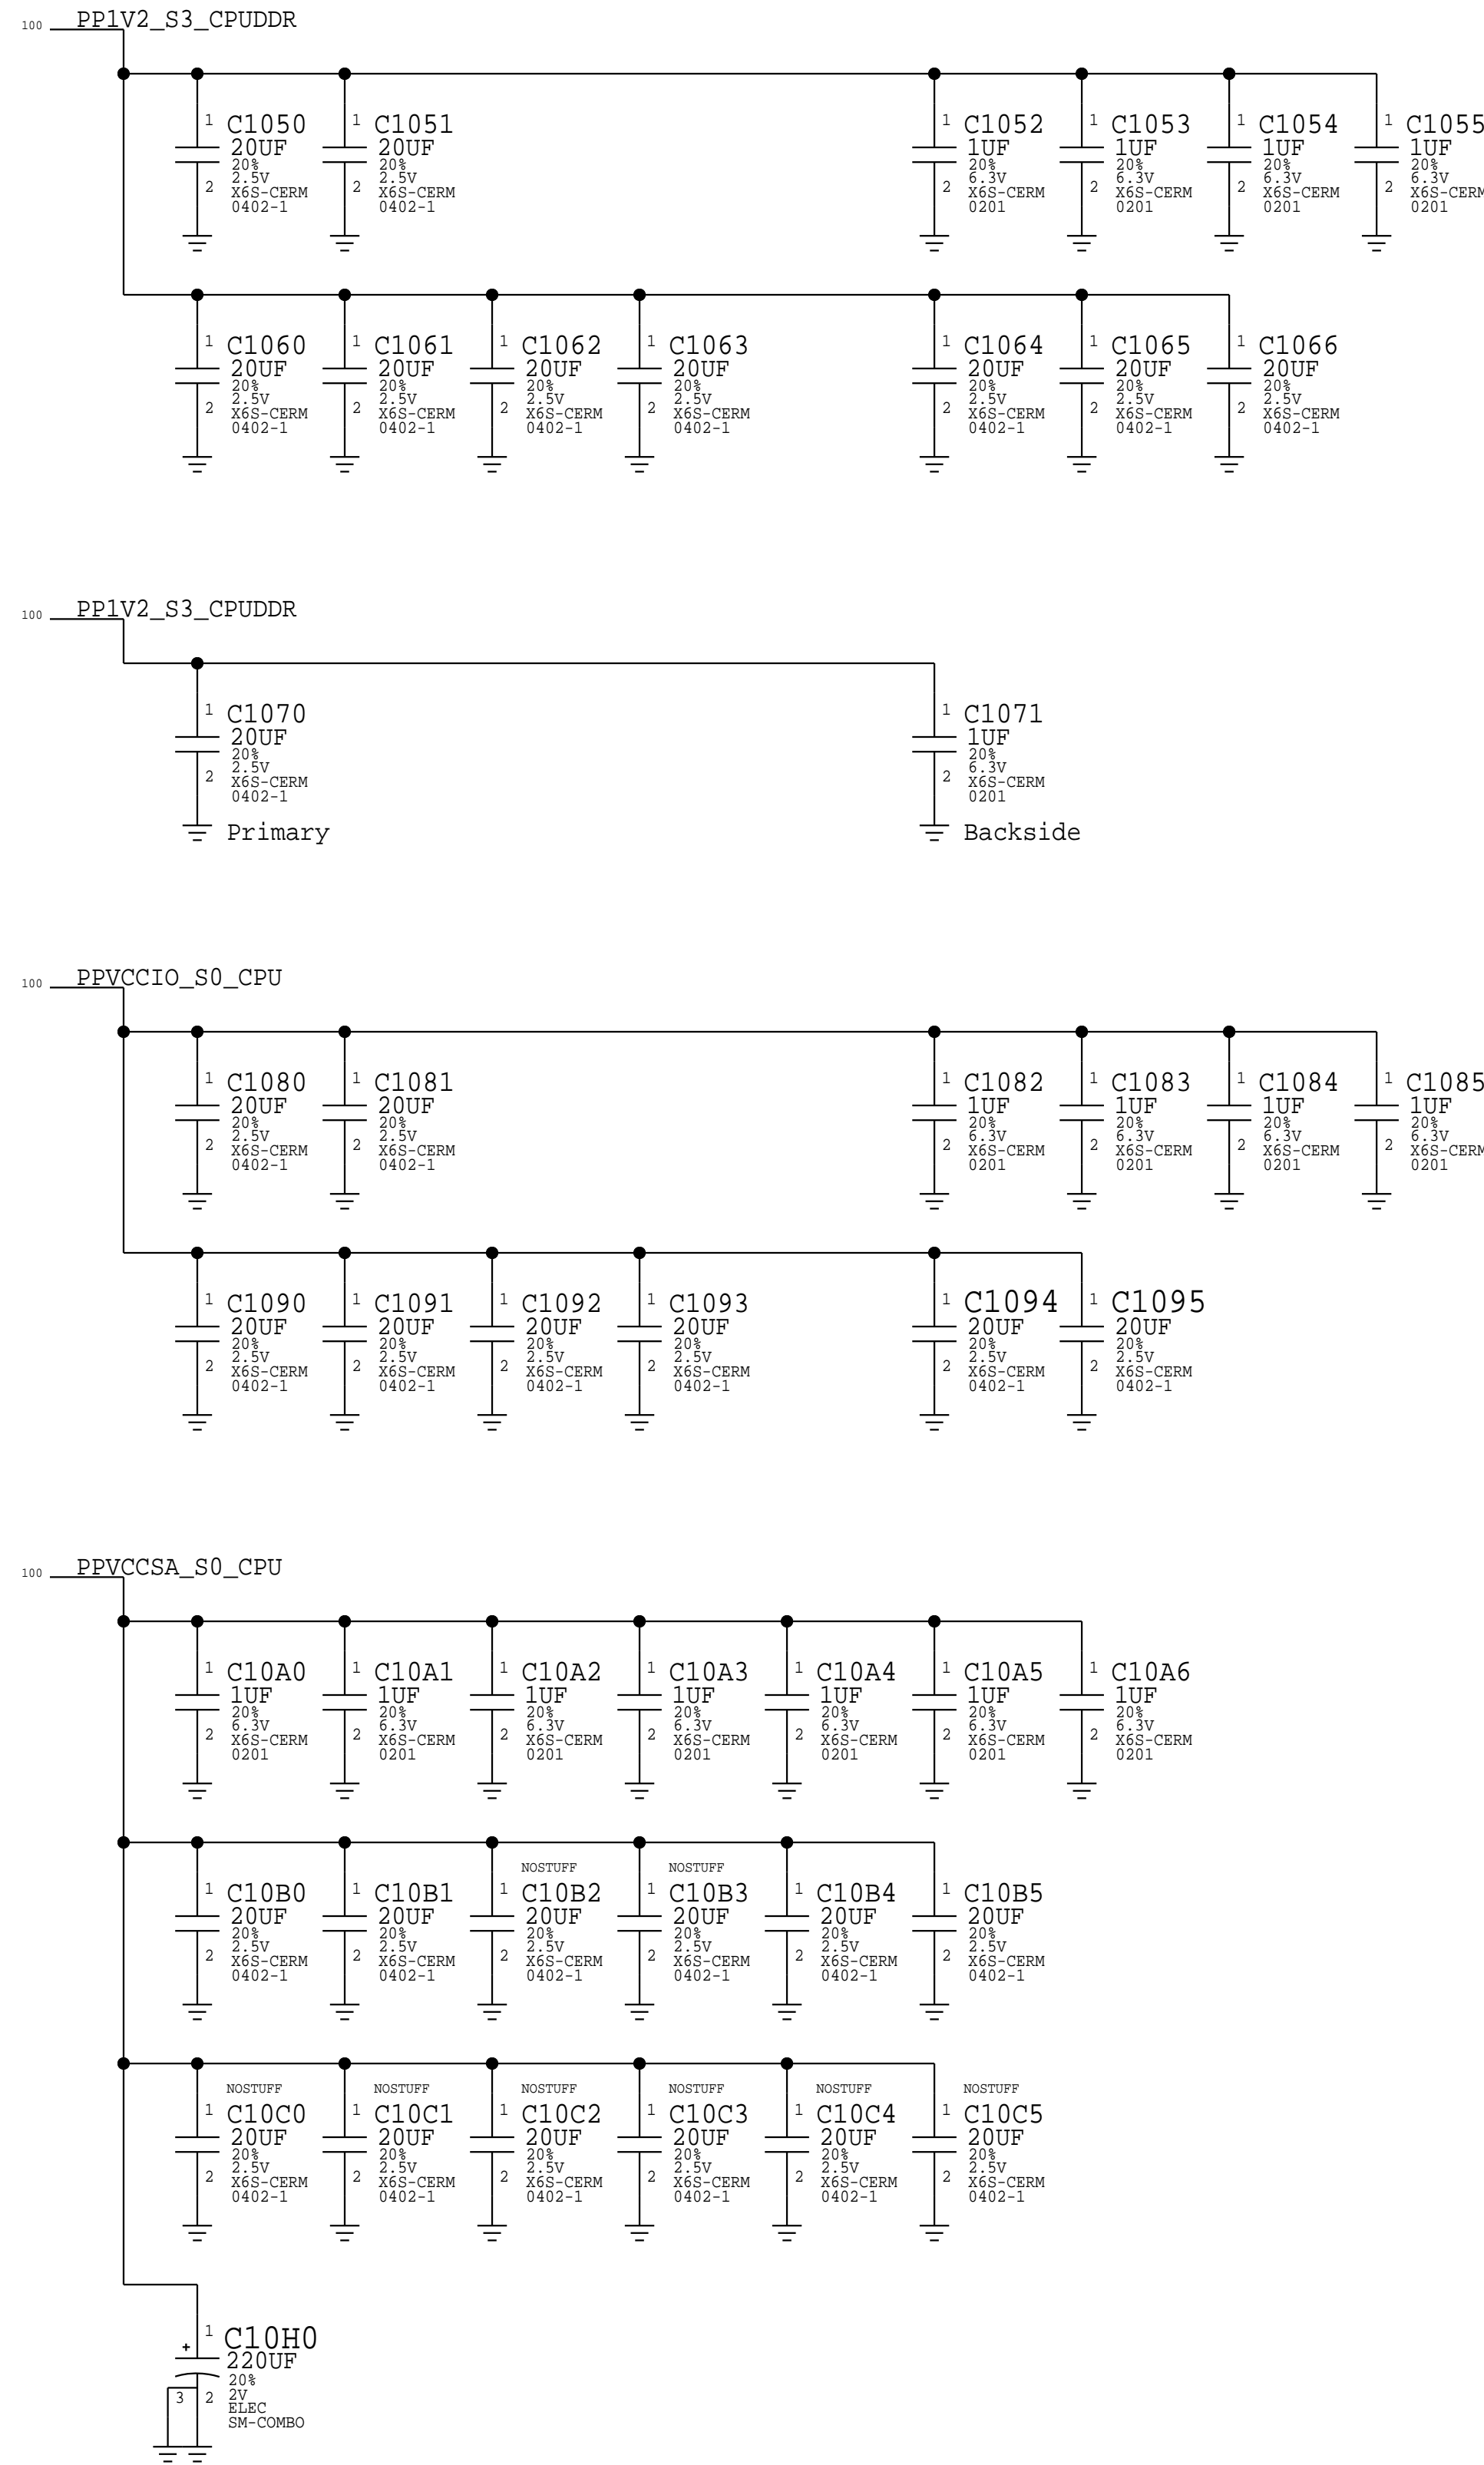 100 PP1V2_S3_CPUDDR
1 C1050 1 C1051 1 C1052 1 C1053 1 C1054 1 C1055
20UF 20UF 1UF 1UF 1UF 1UF
20% 20% 20% 20% 20% 20%
2.5V 2.5V 6.3V 6.3V 6.3V 6.3V
2 X6S-CERM 2 X6S-CERM 2 X6S-CERM 2 X6S-CERM 2 X6S-CERM 2 X6S-CERM
0402-1 0402-1 0201 0201 0201 0201
1 C1060 1 C1061 1 C1062 1 C1063 1 C1064 1 C1065 1 C1066
20UF 20UF 20UF 20UF 20UF 20UF 20UF
20% 20% 20% 20% 20% 20% 20%
2.5V 2.5V 2.5V 2.5V 2.5V 2.5V 2.5V
2 X6S-CERM 2 X6S-CERM 2 X6S-CERM 2 X6S-CERM 2 X6S-CERM 2 X6S-CERM 2 X6S-CERM
0402-1 0402-1 0402-1 0402-1 0402-1 0402-1 0402-1
100 PP1V2_S3_CPUDDR
1 C1070 1 C1071
20UF 1UF
20% 20%
2.5V 6.3V
2 X6S-CERM 2 X6S-CERM
0402-1 0201
Primary Backside
100 PPVCCIO_S0_CPU
1 C1080 1 C1081 1 C1082 1 C1083 1 C1084 1 C1085
20UF 20UF 1UF 1UF 1UF 1UF
20% 20% 20% 20% 20% 20%
2.5V 2.5V 6.3V 6.3V 6.3V 6.3V
2 X6S-CERM 2 X6S-CERM 2 X6S-CERM 2 X6S-CERM 2 X6S-CERM 2 X6S-CERM
0402-1 0402-1 0201 0201 0201 0201
1 C1090 1 C1091 1 C1092 1 C1093 1 C1094 1 C1095
20UF 20UF 20UF 20UF 20UF 20UF
20% 20% 20% 20% 20% 20%
2.5V 2.5V 2.5V 2.5V 2.5V 2.5V
2 X6S-CERM 2 X6S-CERM 2 X6S-CERM 2 X6S-CERM 2 X6S-CERM 2 X6S-CERM
0402-1 0402-1 0402-1 0402-1 0402-1 0402-1
100 PPVCCSA_S0_CPU
1 C10A0 1 C10A1 1 C10A2 1 C10A3 1 C10A4 1 C10A5 1 C10A6
1UF 1UF 1UF 1UF 1UF 1UF 1UF
20% 20% 20% 20% 20% 20% 20%
6.3V 6.3V 6.3V 6.3V 6.3V 6.3V 6.3V
2 X6S-CERM 2 X6S-CERM 2 X6S-CERM 2 X6S-CERM 2 X6S-CERM 2 X6S-CERM 2 X6S-CERM
0201 0201 0201 0201 0201 0201 0201
NOSTUFF NOSTUFF
1 C10B0 1 C10B1 1 C10B2 1 C10B3 1 C10B4 1 C10B5
20UF 20UF 20UF 20UF 20UF 20UF
20% 20% 20% 20% 20% 20%
2.5V 2.5V 2.5V 2.5V 2.5V 2.5V
2 X6S-CERM 2 X6S-CERM 2 X6S-CERM 2 X6S-CERM 2 X6S-CERM 2 X6S-CERM
0402-1 0402-1 0402-1 0402-1 0402-1 0402-1
NOSTUFF NOSTUFF NOSTUFF NOSTUFF NOSTUFF NOSTUFF
1 C10C0 1 C10C1 1 C10C2 1 C10C3 1 C10C4 1 C10C5
20UF 20UF 20UF 20UF 20UF 20UF
20% 20% 20% 20% 20% 20%
2.5V 2.5V 2.5V 2.5V 2.5V 2.5V
2 X6S-CERM 2 X6S-CERM 2 X6S-CERM 2 X6S-CERM 2 X6S-CERM 2 X6S-CERM
0402-1 0402-1 0402-1 0402-1 0402-1 0402-1
1 C10H0
+ 220UF
20%
3 2 2V
ELEC
SM-COMBO